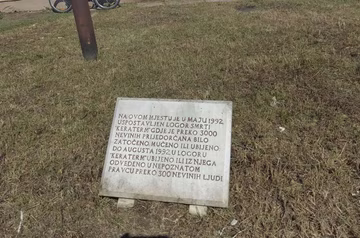 NA OVOM MJESTU JE U MAJU 1992.
USPOSTAVLJEN LOGOR SMRTI
"KERATERM" GDJE JE PREKO 3000
NEVINIH PRIJEDORČANA BILO
ZATOČENO, MUČENO ILI UBIJENO.
DO AUGUSTA 1992. U LOGORU
"KERATERM" UBIJENO ILI IZ NJEGA
ODVEDENO U NEPOZNATOM
PRAVCU PREKO 300 NEVINIH LJUDI